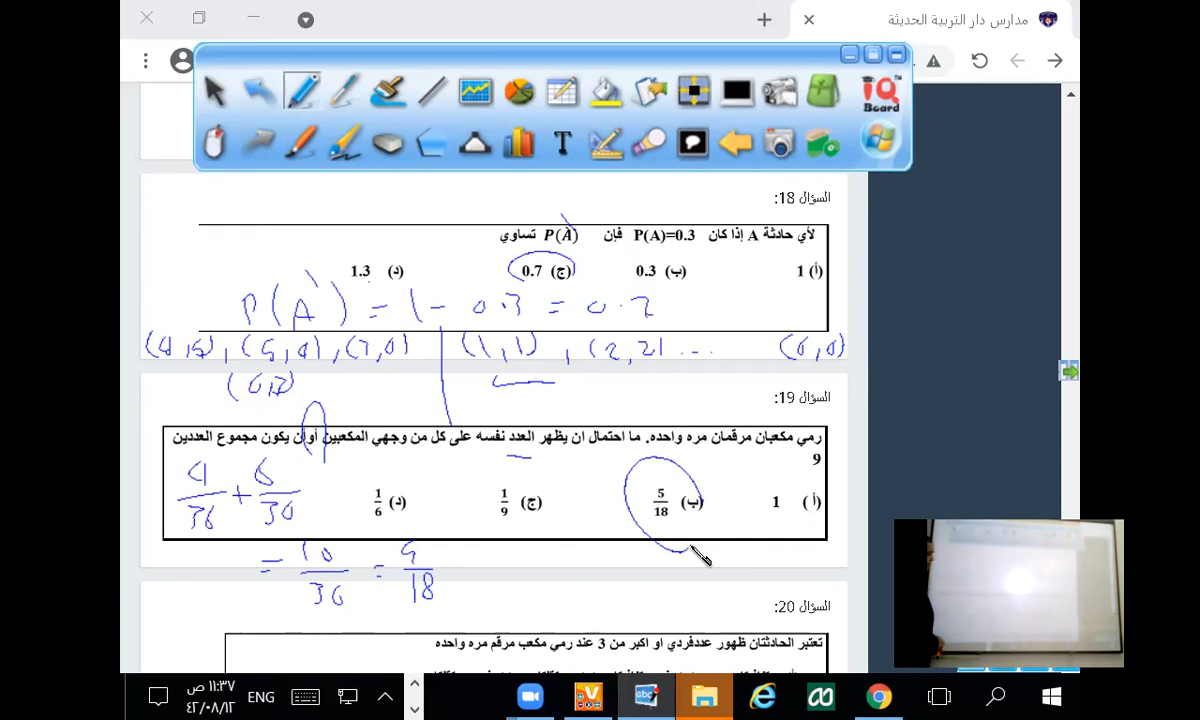 مدارس دار التربية الحديثة
IQ Board
السؤال 18:
لأي حادثة A إذا كان P(A)=0.3 فإن P(A) تساوي
أ) 1 (ب) 0.3 (ج) 0.7 (د) 1.3
P(A') = 1 - 0.3 = 0.7
(4,5), (5,4), (3,6) (1,1), (2,2) ... (6,6)
(6,3)
السؤال 19:
رمي مكعبان مرقمان مره واحده. ما احتمال ان يظهر العدد نفسه على كل من وجهي المكعبين أوأن يكون مجموع العددين
9
(أ) 1 (ب) 5/18 (ج) 1/9 (د) 1/6
4/36 + 6/36
= 10/36 = 5/18
السؤال 20:
تعتبر الحادثتان ظهور عددفردي او اكبر من 3 عند رمي مكعب مرقم مره واحده
ENG ١١:٣٧ ص
٤٢/٠٨/١٢
abc